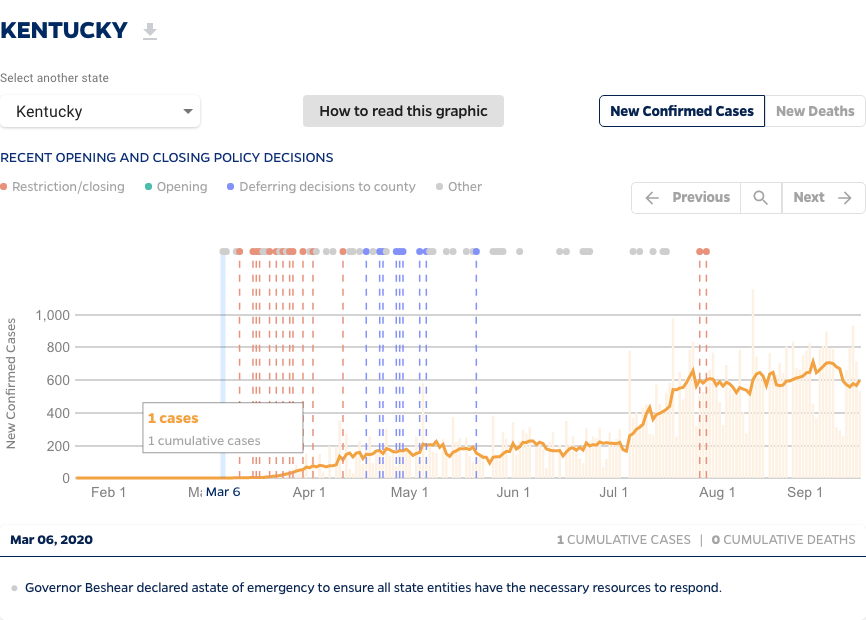 KENTUCKY
Select another state
Kentucky
How to read this graphic
New Confirmed Cases
New Deaths
RECENT OPENING AND CLOSING POLICY DECISIONS
Restriction/closing
Opening
Deferring decisions to county
Other
Previous
Next
New Confirmed Cases
1,000
800
600
400
200
0
1 cases
1 cumulative cases
Feb 1
Mar 6
Apr 1
May 1
Jun 1
Jul 1
Aug 1
Sep 1
Mar 06, 2020
1 CUMULATIVE CASES | 0 CUMULATIVE DEATHS
Governor Beshear declared astate of emergency to ensure all state entities have the necessary resources to respond.